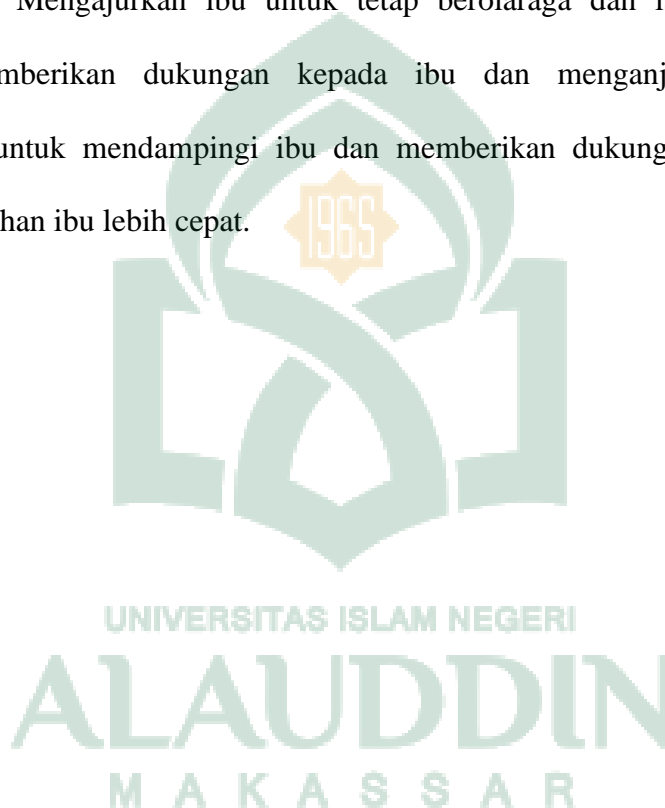 Mengajurkan ibu untuk tetap berolaraga dan
mberikan dukungan kepada ibu dan menganj
untuk mendampingi ibu dan memberikan dukung
han ibu lebih cepat.
1965
UNIVERSITAS ISLAM NEGERI
ALAUDDIN
MAKASSAR